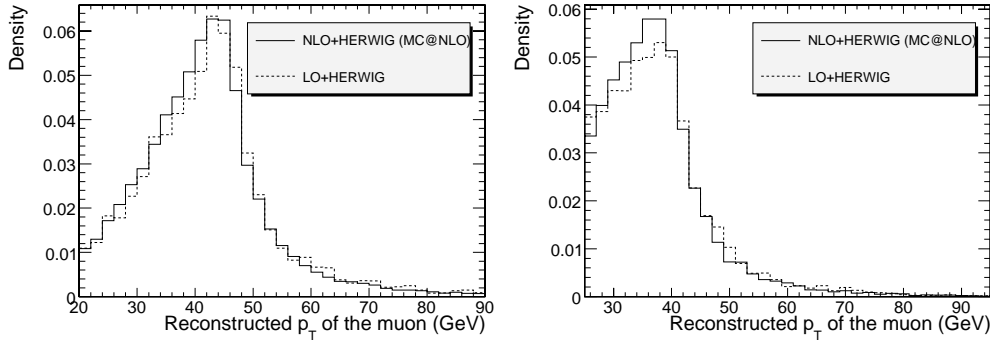 Density
0.06
0.05
0.04
0.03
0.02
0.01
0
NLO+HERWIG (MC@NLO)
LO+HERWIG
20 30 40 50 60 70 80 90
Reconstructed p_T of the muon (GeV)
Density
0.06
0.05
0.04
0.03
0.02
0.01
0
NLO+HERWIG (MC@NLO)
LO+HERWIG
30 40 50 60 70 80 90
Reconstructed p_T of the muon (GeV)